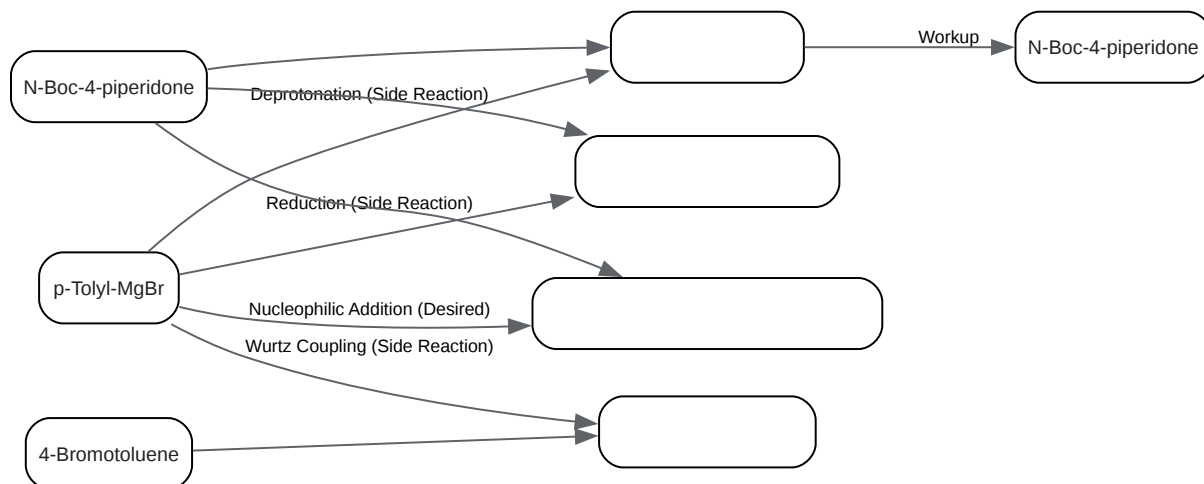 Workup
N-Boc-4-piperidone
N-Boc-4-piperidone
Deprotonation (Side Reaction)
Reduction (Side Reaction)
p-Tolyl-MgBr
Nucleophilic Addition (Desired)
Wurtz Coupling (Side Reaction)
4-Bromotoluene